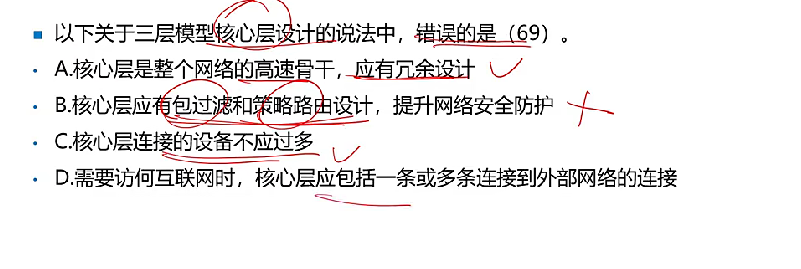 以下关于三层模型核心层设计的说法中，错误的是（69）。
A.核心层是整个网络的高速骨干，应有冗余设计
B.核心层应有包过滤和策略路由设计，提升网络安全防护
C.核心层连接的设备不应过多
D.需要访何互联网时，核心层应包括一条或多条连接到外部网络的连接